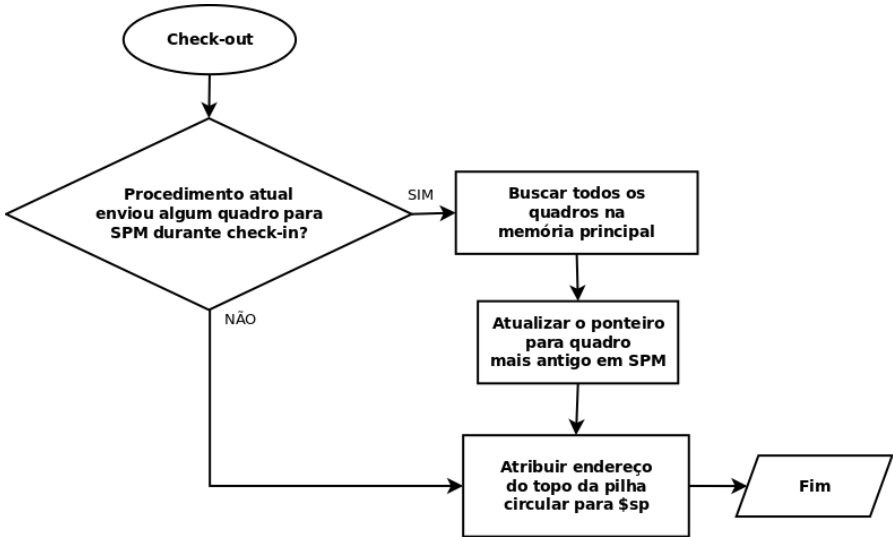 Check-out
Procedimento atual
enviou algum quadro para
SPM durante check-in?
SIM
Buscar todos os
quadros na
memória principal
NÃO
Atualizar o ponteiro
para quadro
mais antigo em SPM
Atribuir endereço
do topo da pilha
circular para $sp
Fim